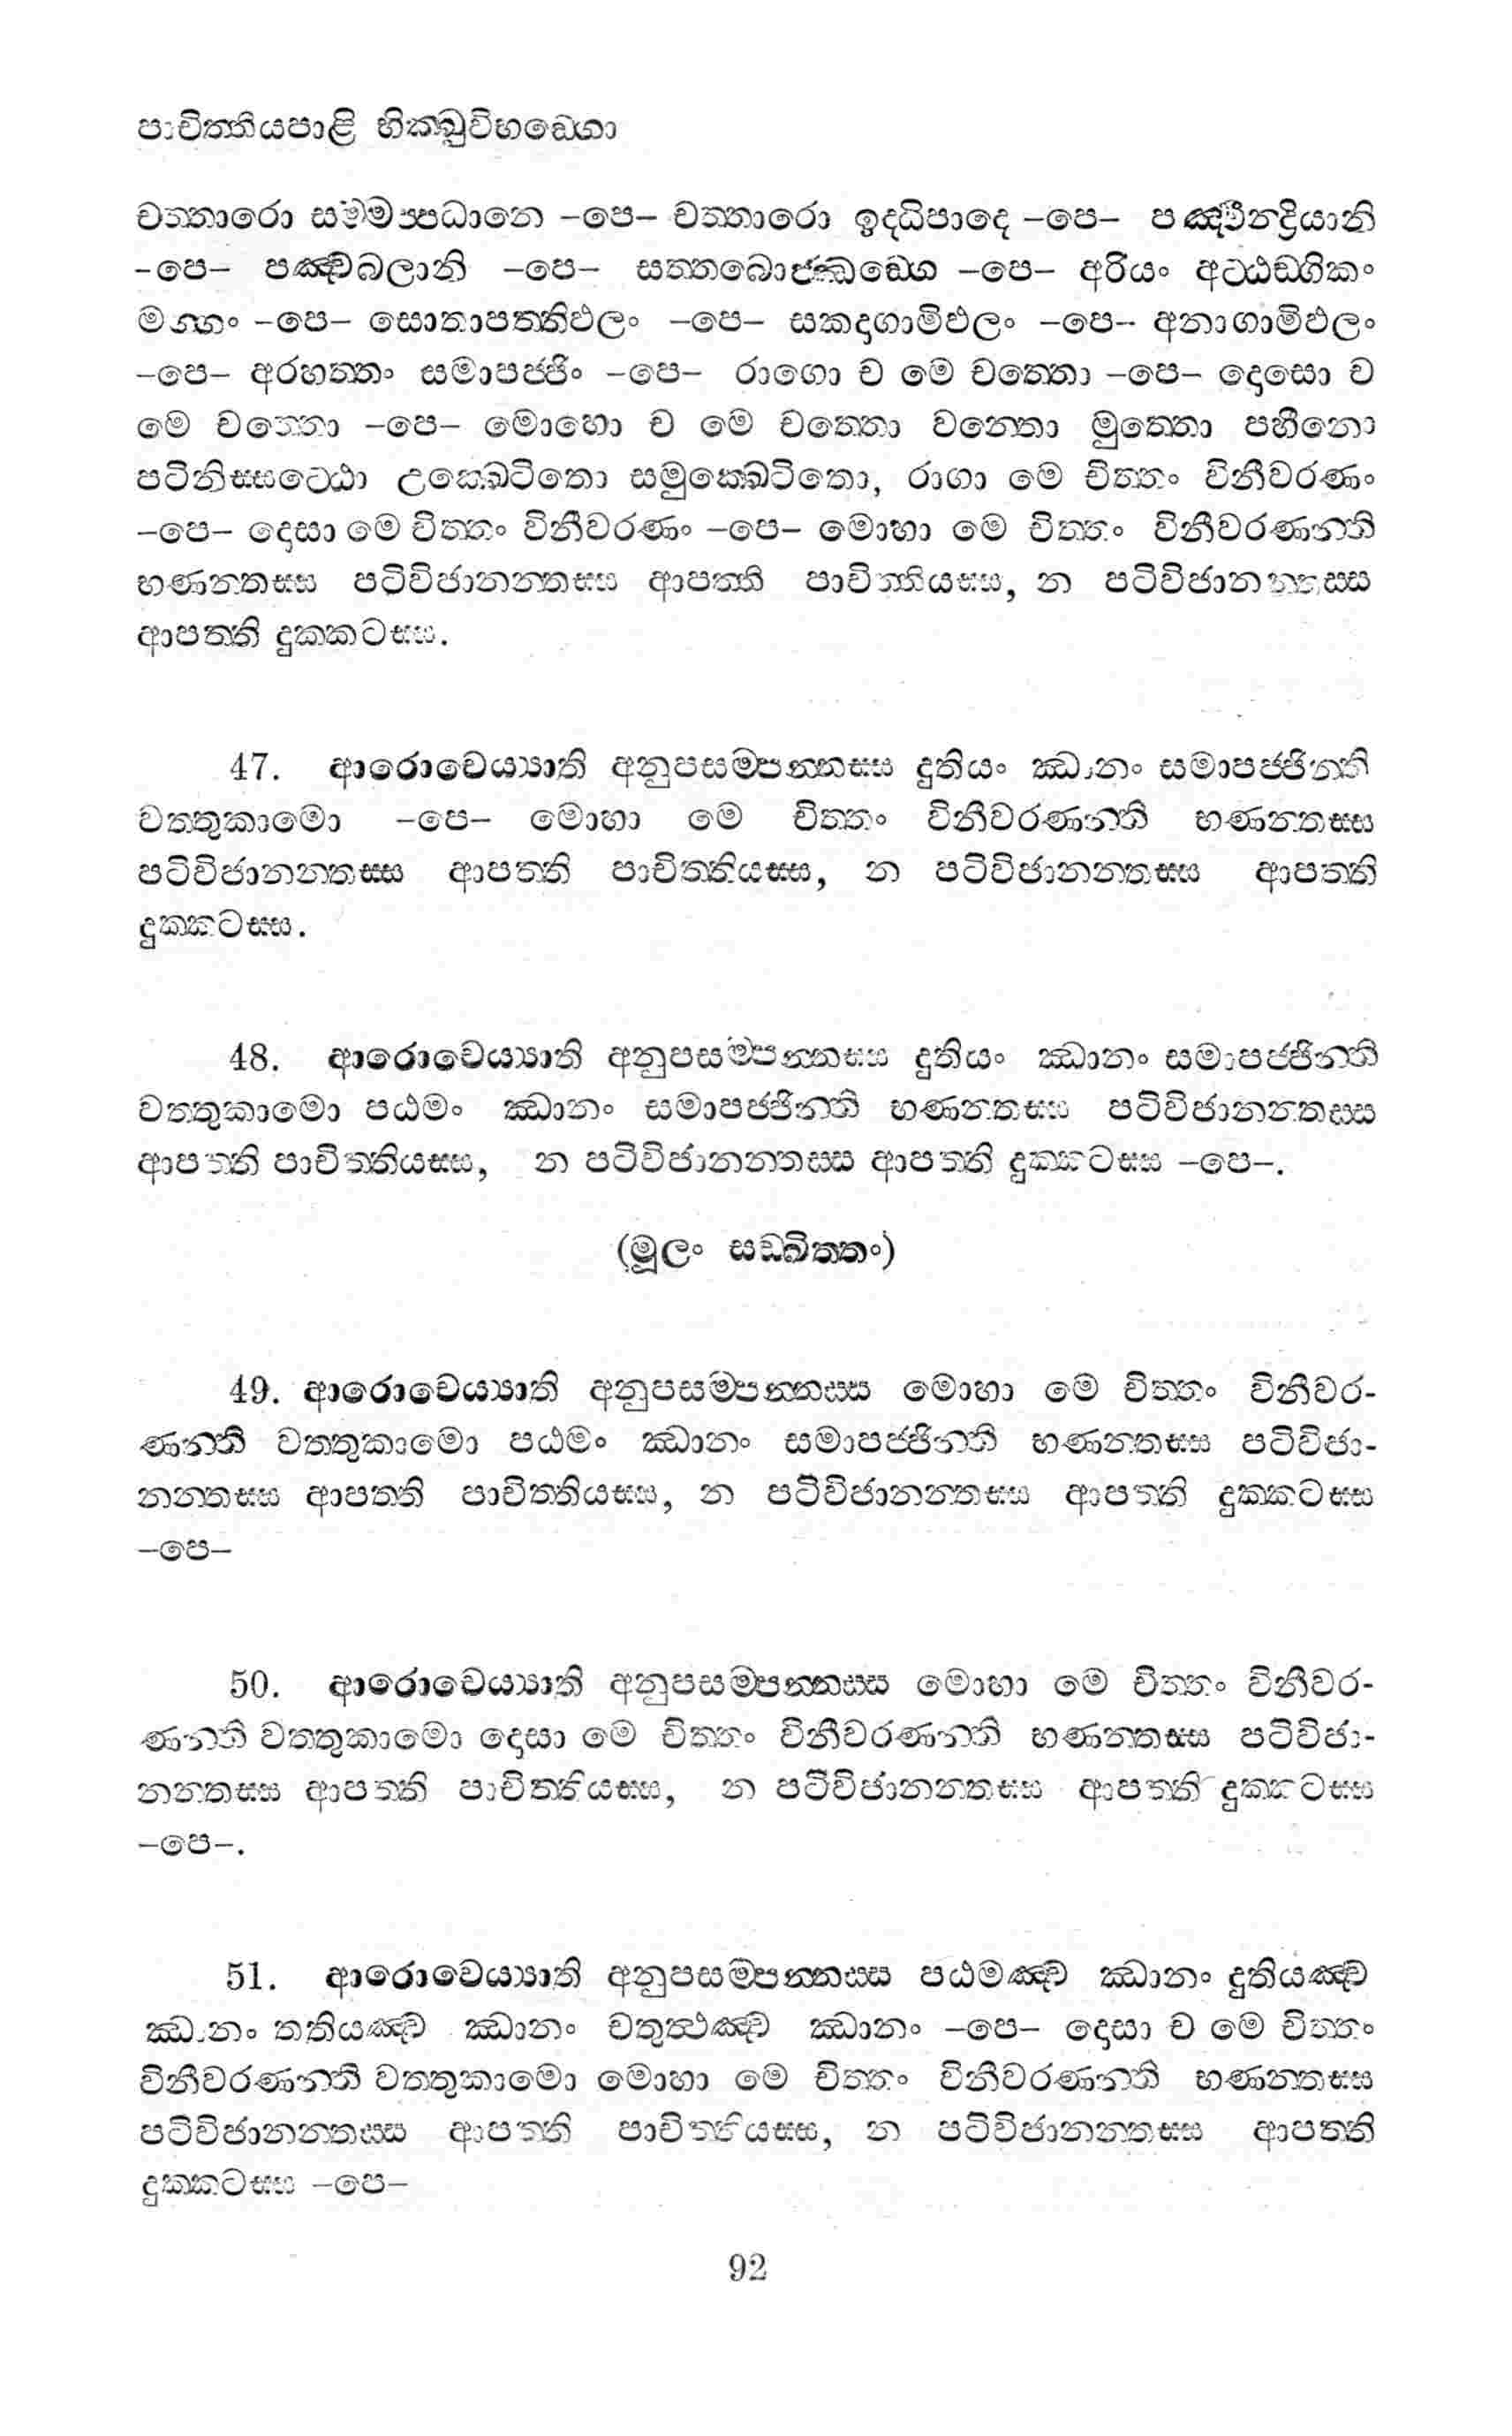 පාචිත්තියපාළි භික්ඛුවිභඞ්ගො
චත්තාරො සම්මප්පධානෙ –පෙ– චත්තාරො ඉද්ධිපාදෙ –පෙ– පඤ්චින්ද්‍රියානි
–පෙ– පඤ්චබලානි –පෙ– සත්තබොජ්ඣඞ්ගෙ –පෙ– අරියං අට්ඨඞ්ගිකං
මග්ගං –පෙ– සොතාපත්තිඵලං –පෙ– සකදාගාමිඵලං –පෙ– අනාගාමිඵලං
–පෙ– අරහත්තං සමාපජ්ජිං –පෙ– රාගො ච මෙ චත්තො –පෙ– දොසො ච
මෙ චත්තො –පෙ– මොහො ච මෙ චත්තො වන්තො මුත්තො පහීනො
පටිනිස්සට්ඨො උක්ඛෙටිතො සමුක්ඛෙටිතො, රාගා මෙ චිත්තං විනීවරණං
–පෙ– දොසා මෙ චිත්තං විනීවරණං –පෙ– මොහා මෙ චිත්තං විනීවරණන්ති
භණන්තස්ස පටිවිජානන්තස්ස ආපත්ති පාචිත්තියස්ස, න පටිවිජානන්තස්ස
ආපත්ති දුක්කටස්ස.
47. ආරොචෙය්‍යාති අනුපසම්පන්නස්ස දුතියං ඣානං සමාපජ්ජින්ති
වත්තුකාමො –පෙ– මොහා මෙ චිත්තං විනීවරණන්ති භණන්තස්ස
පටිවිජානන්තස්ස ආපත්ති පාචිත්තියස්ස, න පටිවිජානන්තස්ස ආපත්ති
දුක්කටස්ස.
48. ආරොචෙය්‍යාති අනුපසම්පන්නස්ස දුතියං ඣානං සමාපජ්ජින්ති
වත්තුකාමො පඨමං ඣානං සමාපජ්ජින්ති භණන්තස්ස පටිවිජානන්තස්ස
ආපත්ති පාචිත්තියස්ස, න පටිවිජානන්තස්ස ආපත්ති දුක්කටස්ස –පෙ–.
(මූලං සඞ්ඛිත්තං)
49. ආරොචෙය්‍යාති අනුපසම්පන්නස්ස මොහා මෙ චිත්තං විනීවර-
ණන්ති වත්තුකාමො පඨමං ඣානං සමාපජ්ජින්ති භණන්තස්ස පටිවිජා-
නන්තස්ස ආපත්ති පාචිත්තියස්ස, න පටිවිජානන්තස්ස ආපත්ති දුක්කටස්ස
–පෙ–
50. ආරොචෙය්‍යාති අනුපසම්පන්නස්ස මොහා මෙ චිත්තං විනීවර-
ණන්ති වත්තුකාමො දොසා මෙ චිත්තං විනීවරණන්ති භණන්තස්ස පටිවිජා-
නන්තස්ස ආපත්ති පාචිත්තියස්ස, න පටිවිජානන්තස්ස ආපත්ති දුක්කටස්ස
–පෙ–.
51. ආරොචෙය්‍යාති අනුපසම්පන්නස්ස පඨමඤ්ච ඣානං දුතියඤ්ච
ඣානං තතියඤ්ච ඣානං චතුත්ථඤ්ච ඣානං –පෙ– දොසා ච මෙ චිත්තං
විනීවරණන්ති වත්තුකාමො මොහා මෙ චිත්තං විනීවරණන්ති භණන්තස්ස
පටිවිජානන්තස්ස ආපත්ති පාචිත්තියස්ස, න පටිවිජානන්තස්ස ආපත්ති
දුක්කටස්ස –පෙ–
92